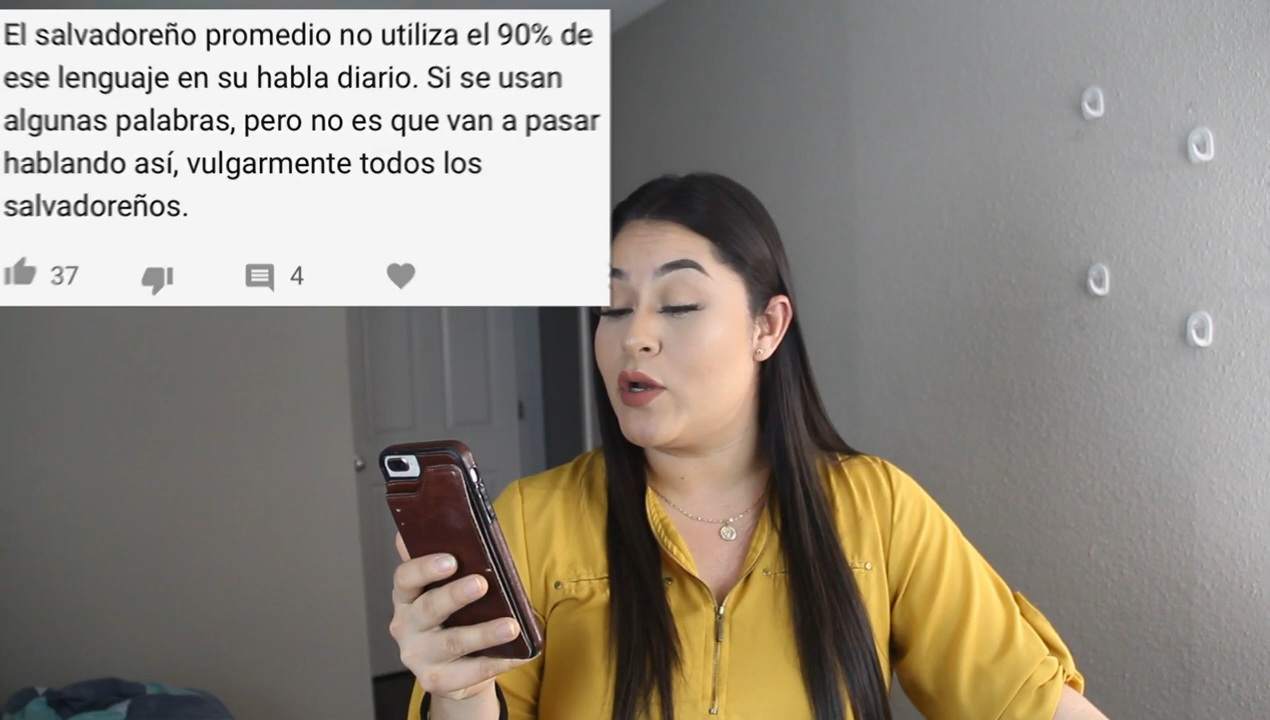 El salvadoreño promedio no utiliza el 90% de
ese lenguaje en su habla diario. Si se usan
algunas palabras, pero no es que van a pasar
hablando así, vulgarmente todos los
salvadoreños.
37 4